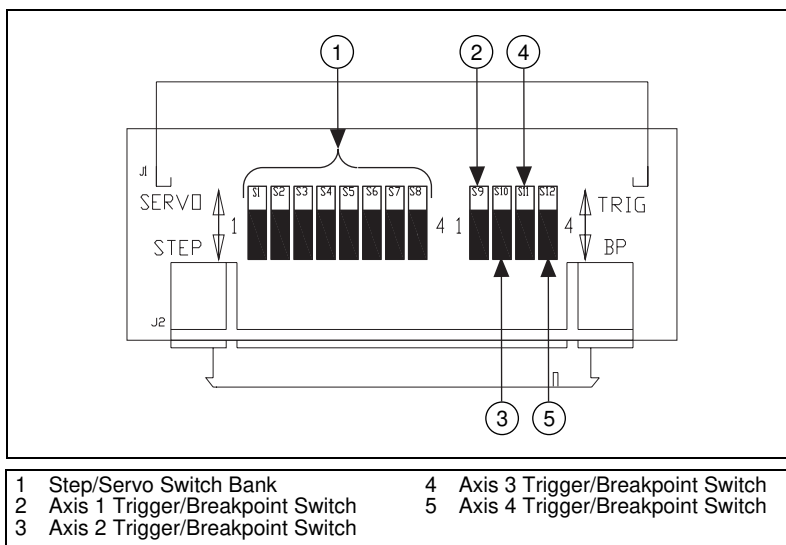 1 2 4
J1
S1 S2 S3 S4 S5 S6 S7 S8 S9 S10 S11 S12
SERVO 1 4 1 4 TRIG
STEP BP
J2
3 5
1 Step/Servo Switch Bank
2 Axis 1 Trigger/Breakpoint Switch
3 Axis 2 Trigger/Breakpoint Switch
4 Axis 3 Trigger/Breakpoint Switch
5 Axis 4 Trigger/Breakpoint Switch